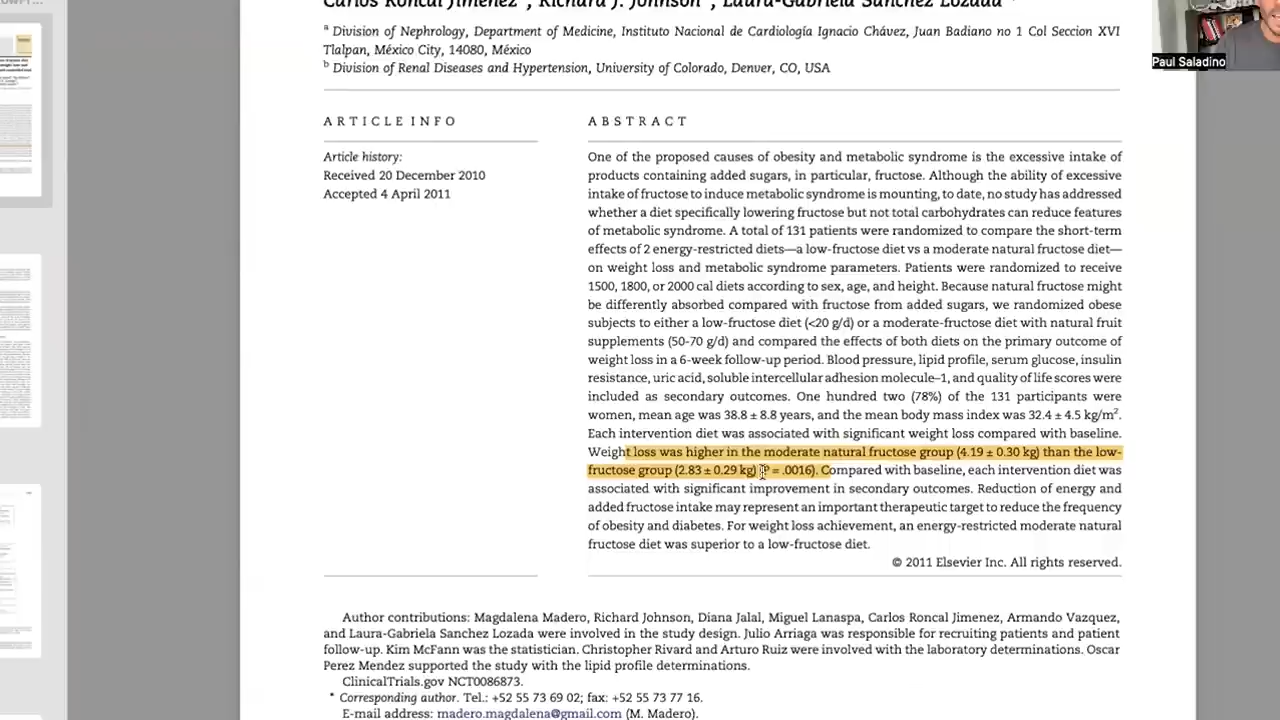 Carlos Roncal Jimenez, Richard J. Johnson, Laura-Gabriela Sanchez Lozada
a Division of Nephrology, Department of Medicine, Instituto Nacional de Cardiología Ignacio Chávez, Juan Badiano no 1 Col Seccion XVI
Tlalpan, México City, 14080, México
b Division of Renal Diseases and Hypertension, University of Colorado, Denver, CO, USA
Paul Saladino
ARTICLE INFO
Article history:
Received 20 December 2010
Accepted 4 April 2011
ABSTRACT
One of the proposed causes of obesity and metabolic syndrome is the excessive intake of
products containing added sugars, in particular, fructose. Although the ability of excessive
intake of fructose to induce metabolic syndrome is mounting, to date, no study has addressed
whether a diet specifically lowering fructose but not total carbohydrates can reduce features
of metabolic syndrome. A total of 131 patients were randomized to compare the short-term
effects of 2 energy-restricted diets—a low-fructose diet vs a moderate natural fructose diet—
on weight loss and metabolic syndrome parameters. Patients were randomized to receive
1500, 1800, or 2000 cal diets according to sex, age, and height. Because natural fructose might
be differently absorbed compared with fructose from added sugars, we randomized obese
subjects to either a low-fructose diet (<20 g/d) or a moderate-fructose diet with natural fruit
supplements (50-70 g/d) and compared the effects of both diets on the primary outcome of
weight loss in a 6-week follow-up period. Blood pressure, lipid profile, serum glucose, insulin
resistance, uric acid, soluble intercellular adhesion molecule–1, and quality of life scores were
included as secondary outcomes. One hundred two (78%) of the 131 participants were
women, mean age was 38.8 ± 8.8 years, and the mean body mass index was 32.4 ± 4.5 kg/m2.
Each intervention diet was associated with significant weight loss compared with baseline.
Weight loss was higher in the moderate natural fructose group (4.19 ± 0.30 kg) than the low-
fructose group (2.83 ± 0.29 kg) (P = .0016). Compared with baseline, each intervention diet was
associated with significant improvement in secondary outcomes. Reduction of energy and
added fructose intake may represent an important therapeutic target to reduce the frequency
of obesity and diabetes. For weight loss achievement, an energy-restricted moderate natural
fructose diet was superior to a low-fructose diet.
© 2011 Elsevier Inc. All rights reserved.
Author contributions: Magdalena Madero, Richard Johnson, Diana Jalal, Miguel Lanaspa, Carlos Roncal Jimenez, Armando Vazquez,
and Laura-Gabriela Sanchez Lozada were involved in the study design. Julio Arriaga was responsible for recruiting patients and patient
follow-up. Kim McFann was the statistician. Christopher Rivard and Arturo Ruiz were involved with the laboratory determinations. Oscar
Perez Mendez supported the study with the lipid profile determinations.
ClinicalTrials.gov NCT0086873.
* Corresponding author. Tel.: +52 55 73 69 02; fax: +52 55 73 77 16.
E-mail address: madero.magdalena@gmail.com (M. Madero).